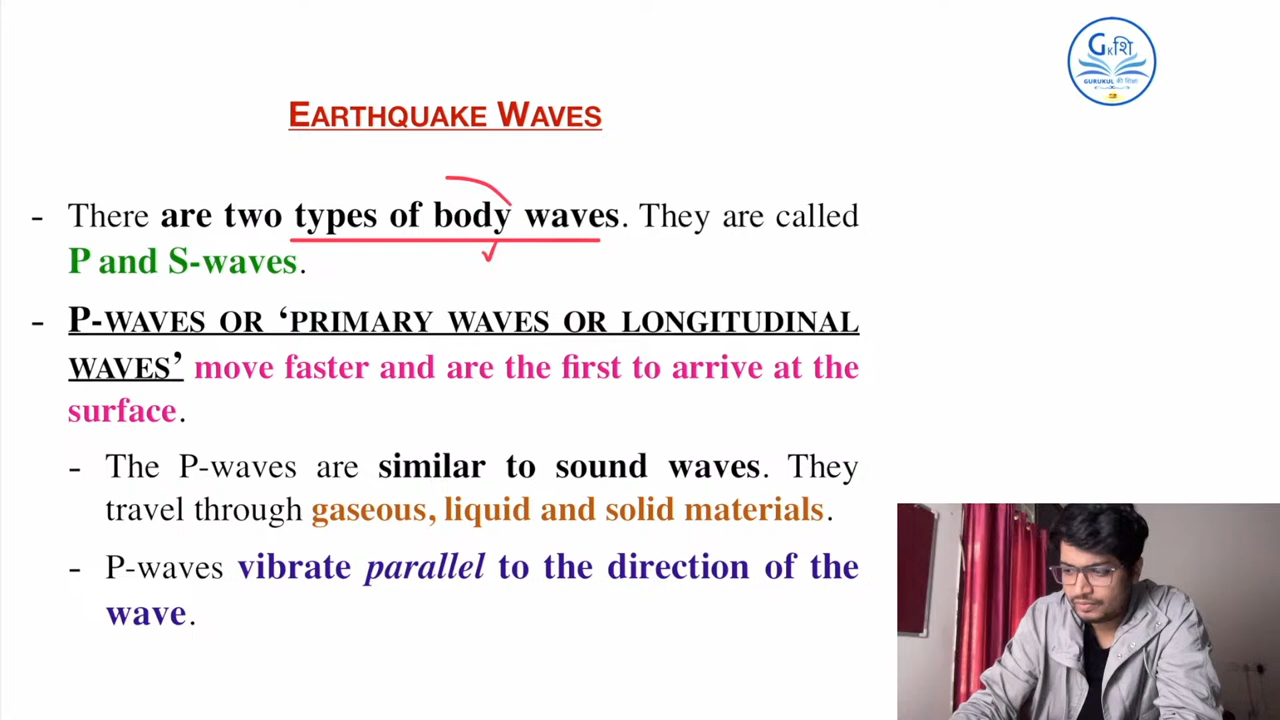 GKशि
GURUKUL की शिक्षा
EARTHQUAKE WAVES
- There are two types of body waves. They are called
P and S-waves.
- P-WAVES OR ‘PRIMARY WAVES OR LONGITUDINAL
WAVES’ move faster and are the first to arrive at the
surface.
- The P-waves are similar to sound waves. They
travel through gaseous, liquid and solid materials.
- P-waves vibrate parallel to the direction of the
wave.